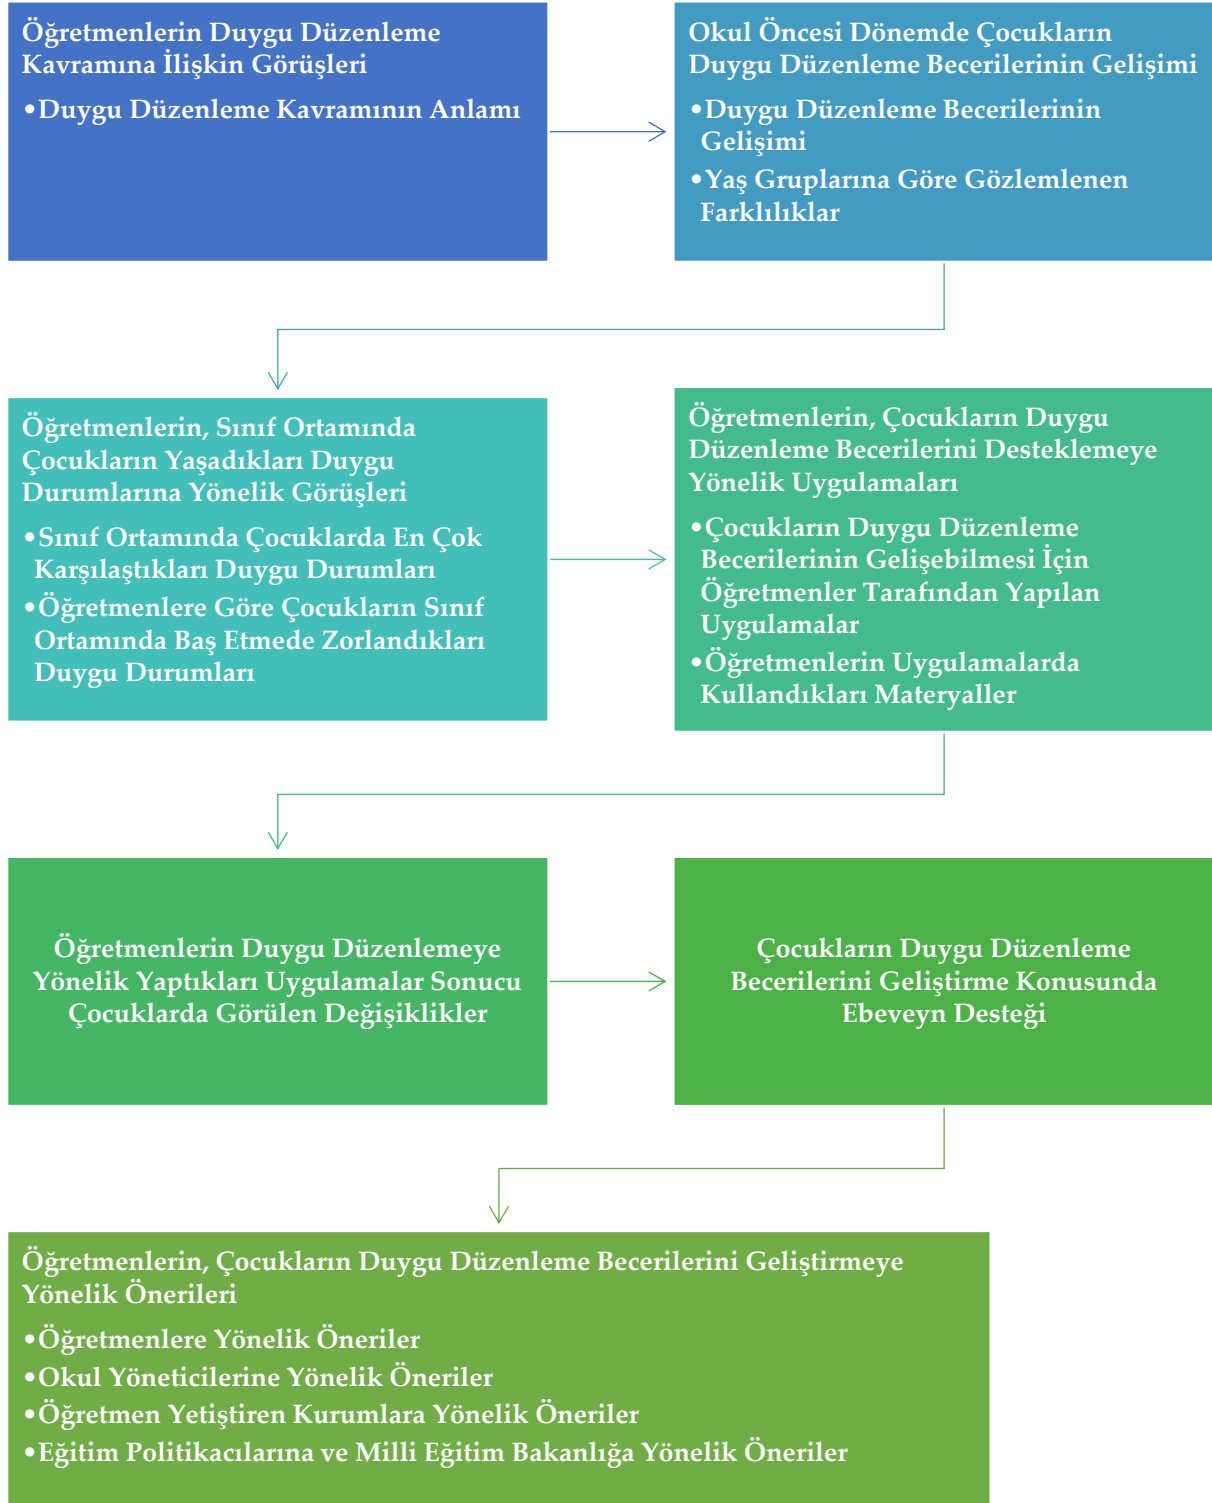 Öğretmenlerin Duygu Düzenleme
Kavramına İlişkin Görüşleri
•Duygu Düzenleme Kavramının Anlamı
Okul Öncesi Dönemde Çocukların
Duygu Düzenleme Becerilerinin Gelişimi
•Duygu Düzenleme Becerilerinin
Gelişimi
•Yaş Gruplarına Göre Gözlemlenen
Farklılıklar
Öğretmenlerin, Sınıf Ortamında
Çocukların Yaşadıkları Duygu
Durumlarına Yönelik Görüşleri
•Sınıf Ortamında Çocuklarda En Çok
Karşılaştıkları Duygu Durumları
•Öğretmenlere Göre Çocukların Sınıf
Ortamında Baş Etmede Zorlandıkları
Duygu Durumları
Öğretmenlerin, Çocukların Duygu
Düzenleme Becerilerini Desteklemeye
Yönelik Uygulamaları
•Çocukların Duygu Düzenleme
Becerilerinin Gelişebilmesi İçin
Öğretmenler Tarafından Yapılan
Uygulamalar
•Öğretmenlerin Uygulamalarda
Kullandıkları Materyaller
Öğretmenlerin Duygu Düzenlemeye
Yönelik Yaptıkları Uygulamalar Sonucu
Çocuklarda Görülen Değişiklikler
Çocukların Duygu Düzenleme
Becerilerini Geliştirme Konusunda
Ebeveyn Desteği
Öğretmenlerin, Çocukların Duygu Düzenleme Becerilerini Geliştirmeye
Yönelik Önerileri
•Öğretmenlere Yönelik Öneriler
•Okul Yöneticilerine Yönelik Öneriler
•Öğretmen Yetiştiren Kurumlara Yönelik Öneriler
•Eğitim Politikacılarına ve Milli Eğitim Bakanlığa Yönelik Öneriler